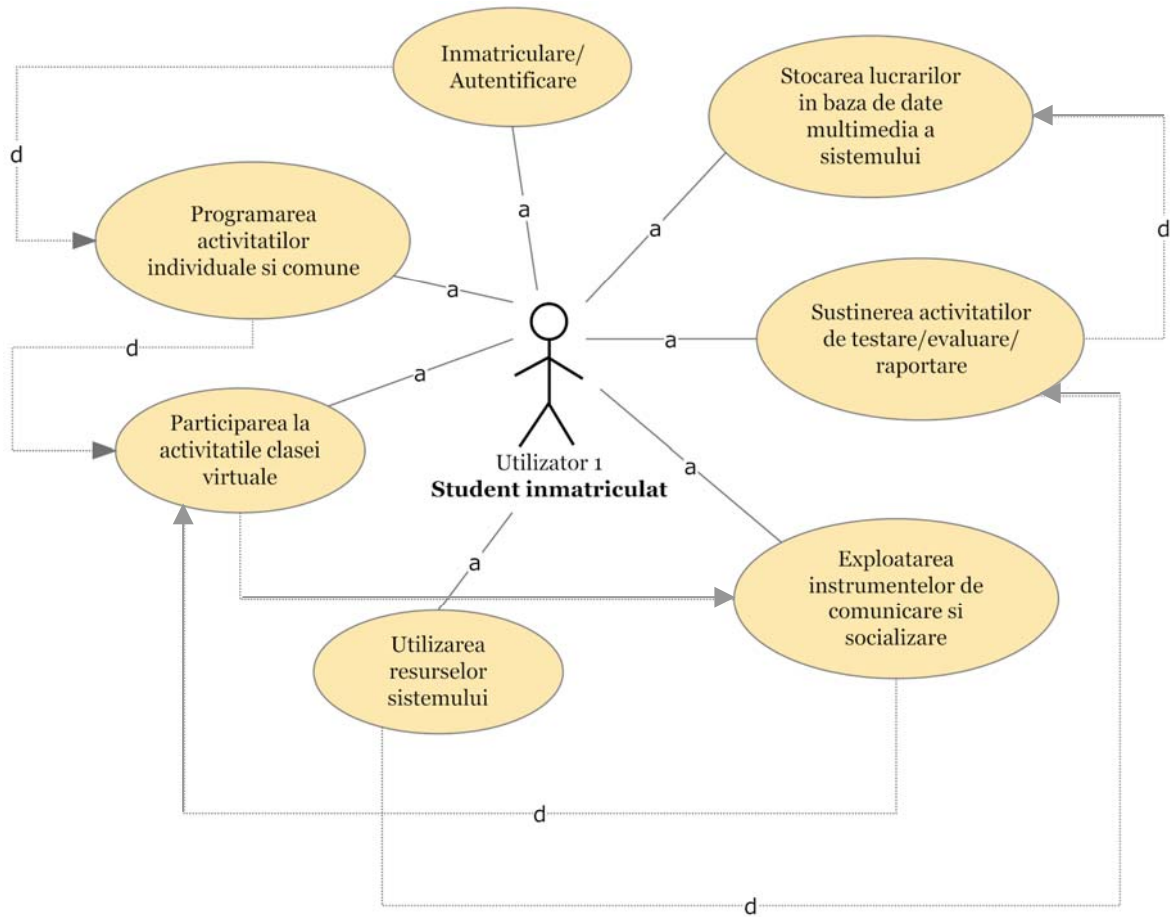 Inmatriculare/
Autentificare
Stocarea lucrarilor
in baza de date
multimedia a
sistemului
d
a
a
d
Programarea
activitatilor
individuale si comune
a
d
Sustinerea activitatilor
de testare/evaluare/
raportare
a
a
Participarea la
activitatile clasei
virtuale
Utilizator 1
Student inmatriculat
a
a
Exploatarea
instrumentelor de
comunicare si
socializare
Utilizarea
resurselor
sistemului
d
d